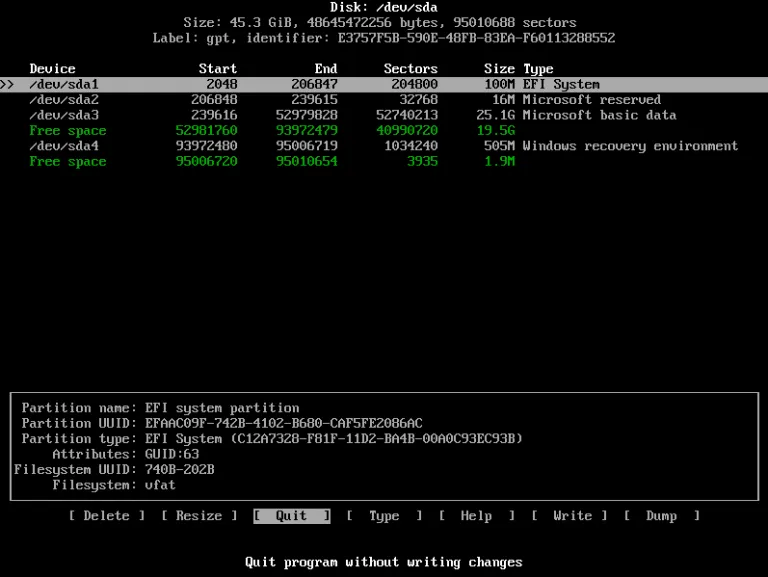 Disk: /dev/sda
Size: 45.3 GiB, 48645472256 bytes, 95010688 sectors
Label: gpt, identifier: E3757F5B-590E-48FB-83EA-F60113288552
Device Start End Sectors Size Type
>> /dev/sda1 2048 206847 204800 100M EFI System
/dev/sda2 206848 239615 32768 16M Microsoft reserved
/dev/sda3 239616 52979828 52740213 25.1G Microsoft basic data
Free space 52981760 93972479 40990720 19.5G
/dev/sda4 93972480 95006719 1034240 505M Windows recovery environment
Free space 95006720 95010654 3935 1.9M
Partition name: EFI system partition
Partition UUID: EFAAC09F-742B-4102-B680-CAF5FE2086AC
Partition type: EFI System (C12A7328-F81F-11D2-BA4B-00A0C93EC93B)
Attributes: GUID:63
Filesystem UUID: 740B-202B
Filesystem: vfat
[ Delete ] [ Resize ] [ Quit ] [ Type ] [ Help ] [ Write ] [ Dump ]
Quit program without writing changes